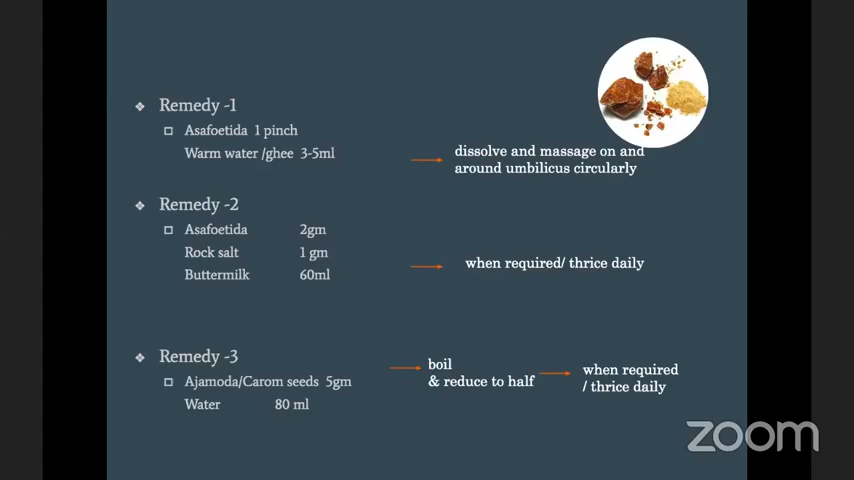 Remedy -1
Asafoetida 1 pinch
Warm water /ghee 3-5ml
dissolve and massage on and
around umbilicus circularly
Remedy -2
Asafoetida 2gm
Rock salt 1 gm
Buttermilk 60ml
when required/ thrice daily
Remedy -3
Ajamoda/Carom seeds 5gm
Water 80 ml
boil
& reduce to half
when required
/ thrice daily
zoom